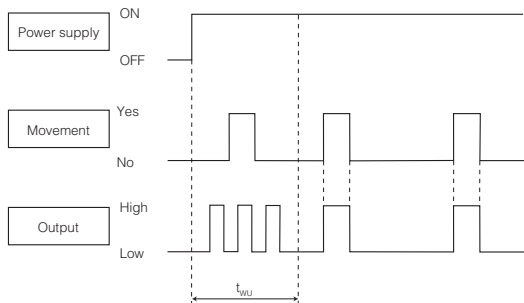 Power supply
ON
OFF
Movement
Yes
No
Output
High
Low
tWU